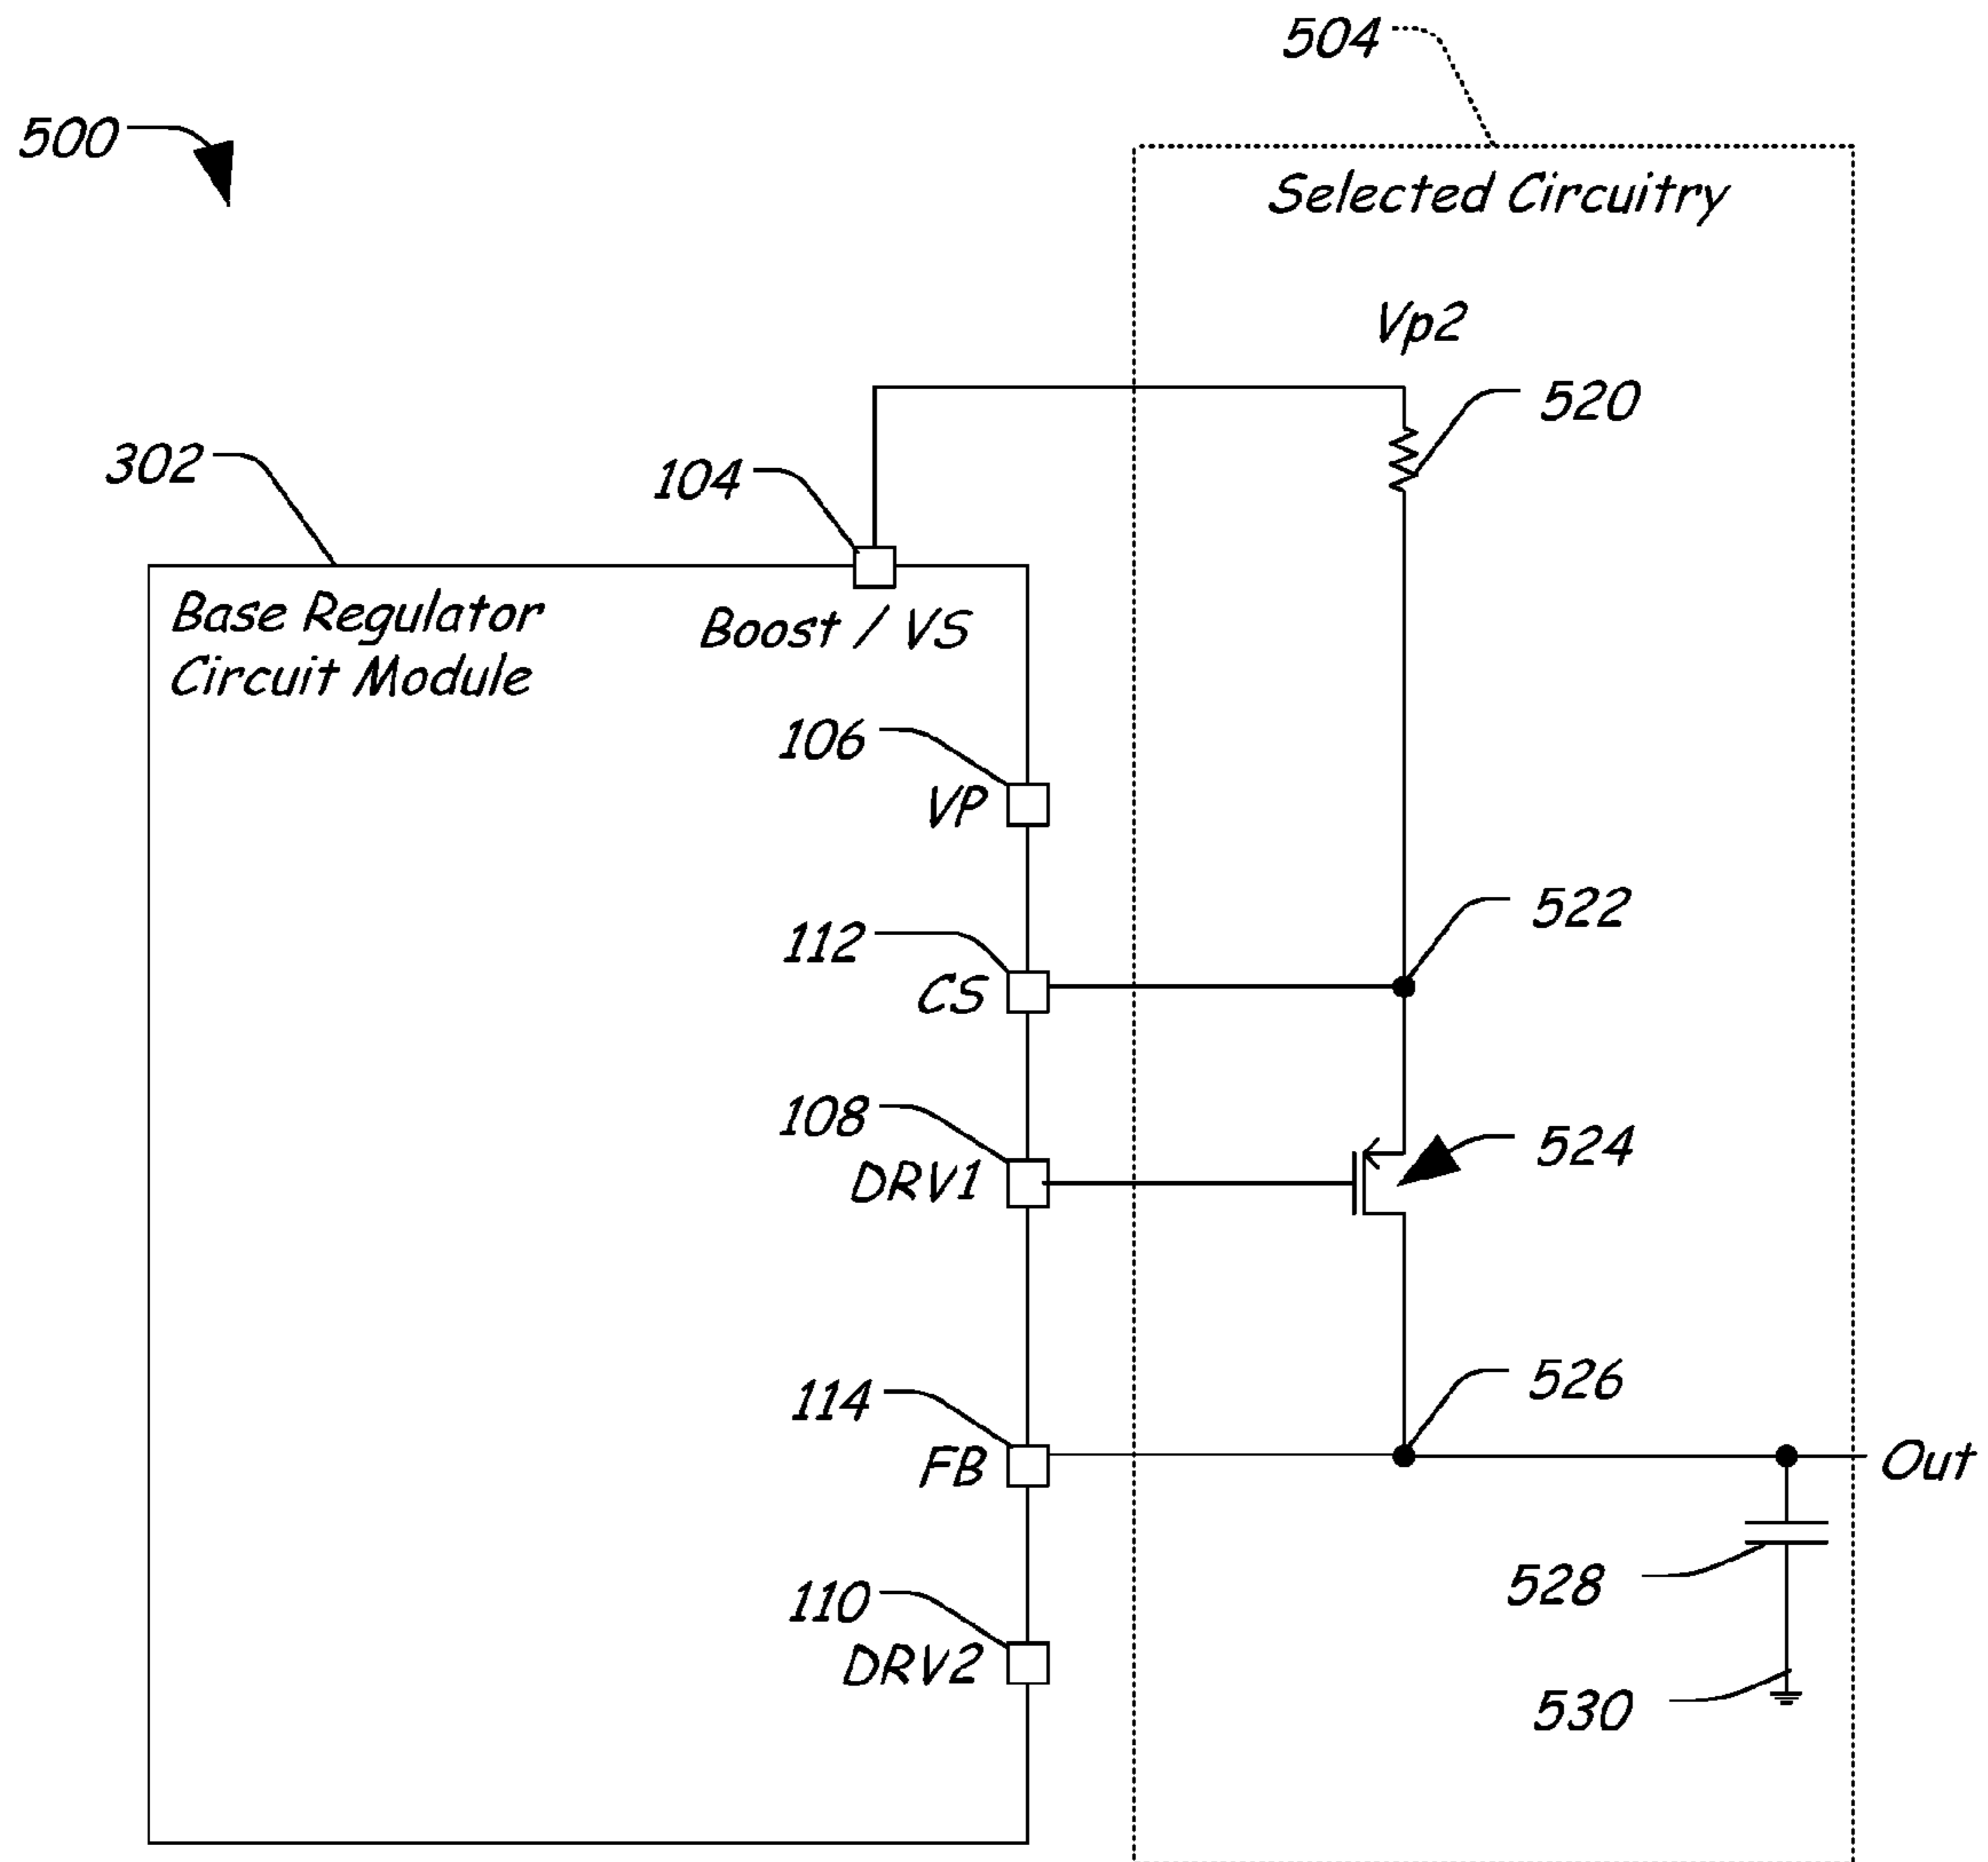 504
500
Selected Circuitry
Vp2
520
302
104
Base Regulator
Circuit Module
Boost / VS
106
VP
522
112
CS
108
DRV1
524
526
114
FB
Out
528
110
DRV2
530